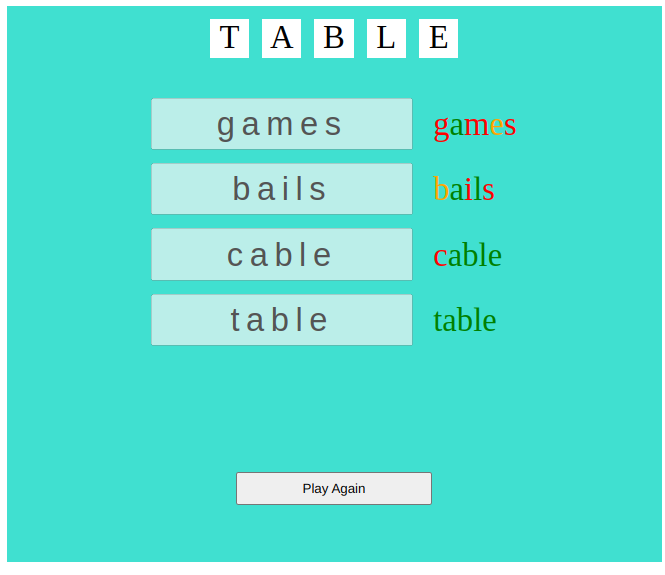 T A B L E
games games
bails bails
cable cable
table table
Play Again